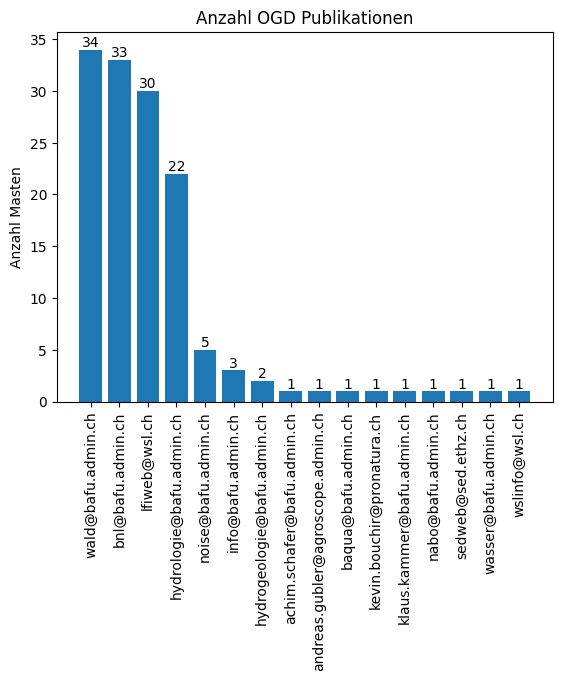 Anzahl OGD Publikationen
Anzahl Masten
35
30
25
20
15
10
5
0
34
33
30
22
5
3
2
1
1
1
1
1
1
1
1
1
wald@bafu.admin.ch
bnl@bafu.admin.ch
lfiweb@wsl.ch
hydrologie@bafu.admin.ch
noise@bafu.admin.ch
info@bafu.admin.ch
hydrogeologie@bafu.admin.ch
achim.schafer@bafu.admin.ch
andreas.gubler@agroscope.admin.ch
baqua@bafu.admin.ch
kevin.bouchir@pronatura.ch
klaus.kammer@bafu.admin.ch
nabo@bafu.admin.ch
sedweb@sed.ethz.ch
wasser@bafu.admin.ch
wslinfo@wsl.ch